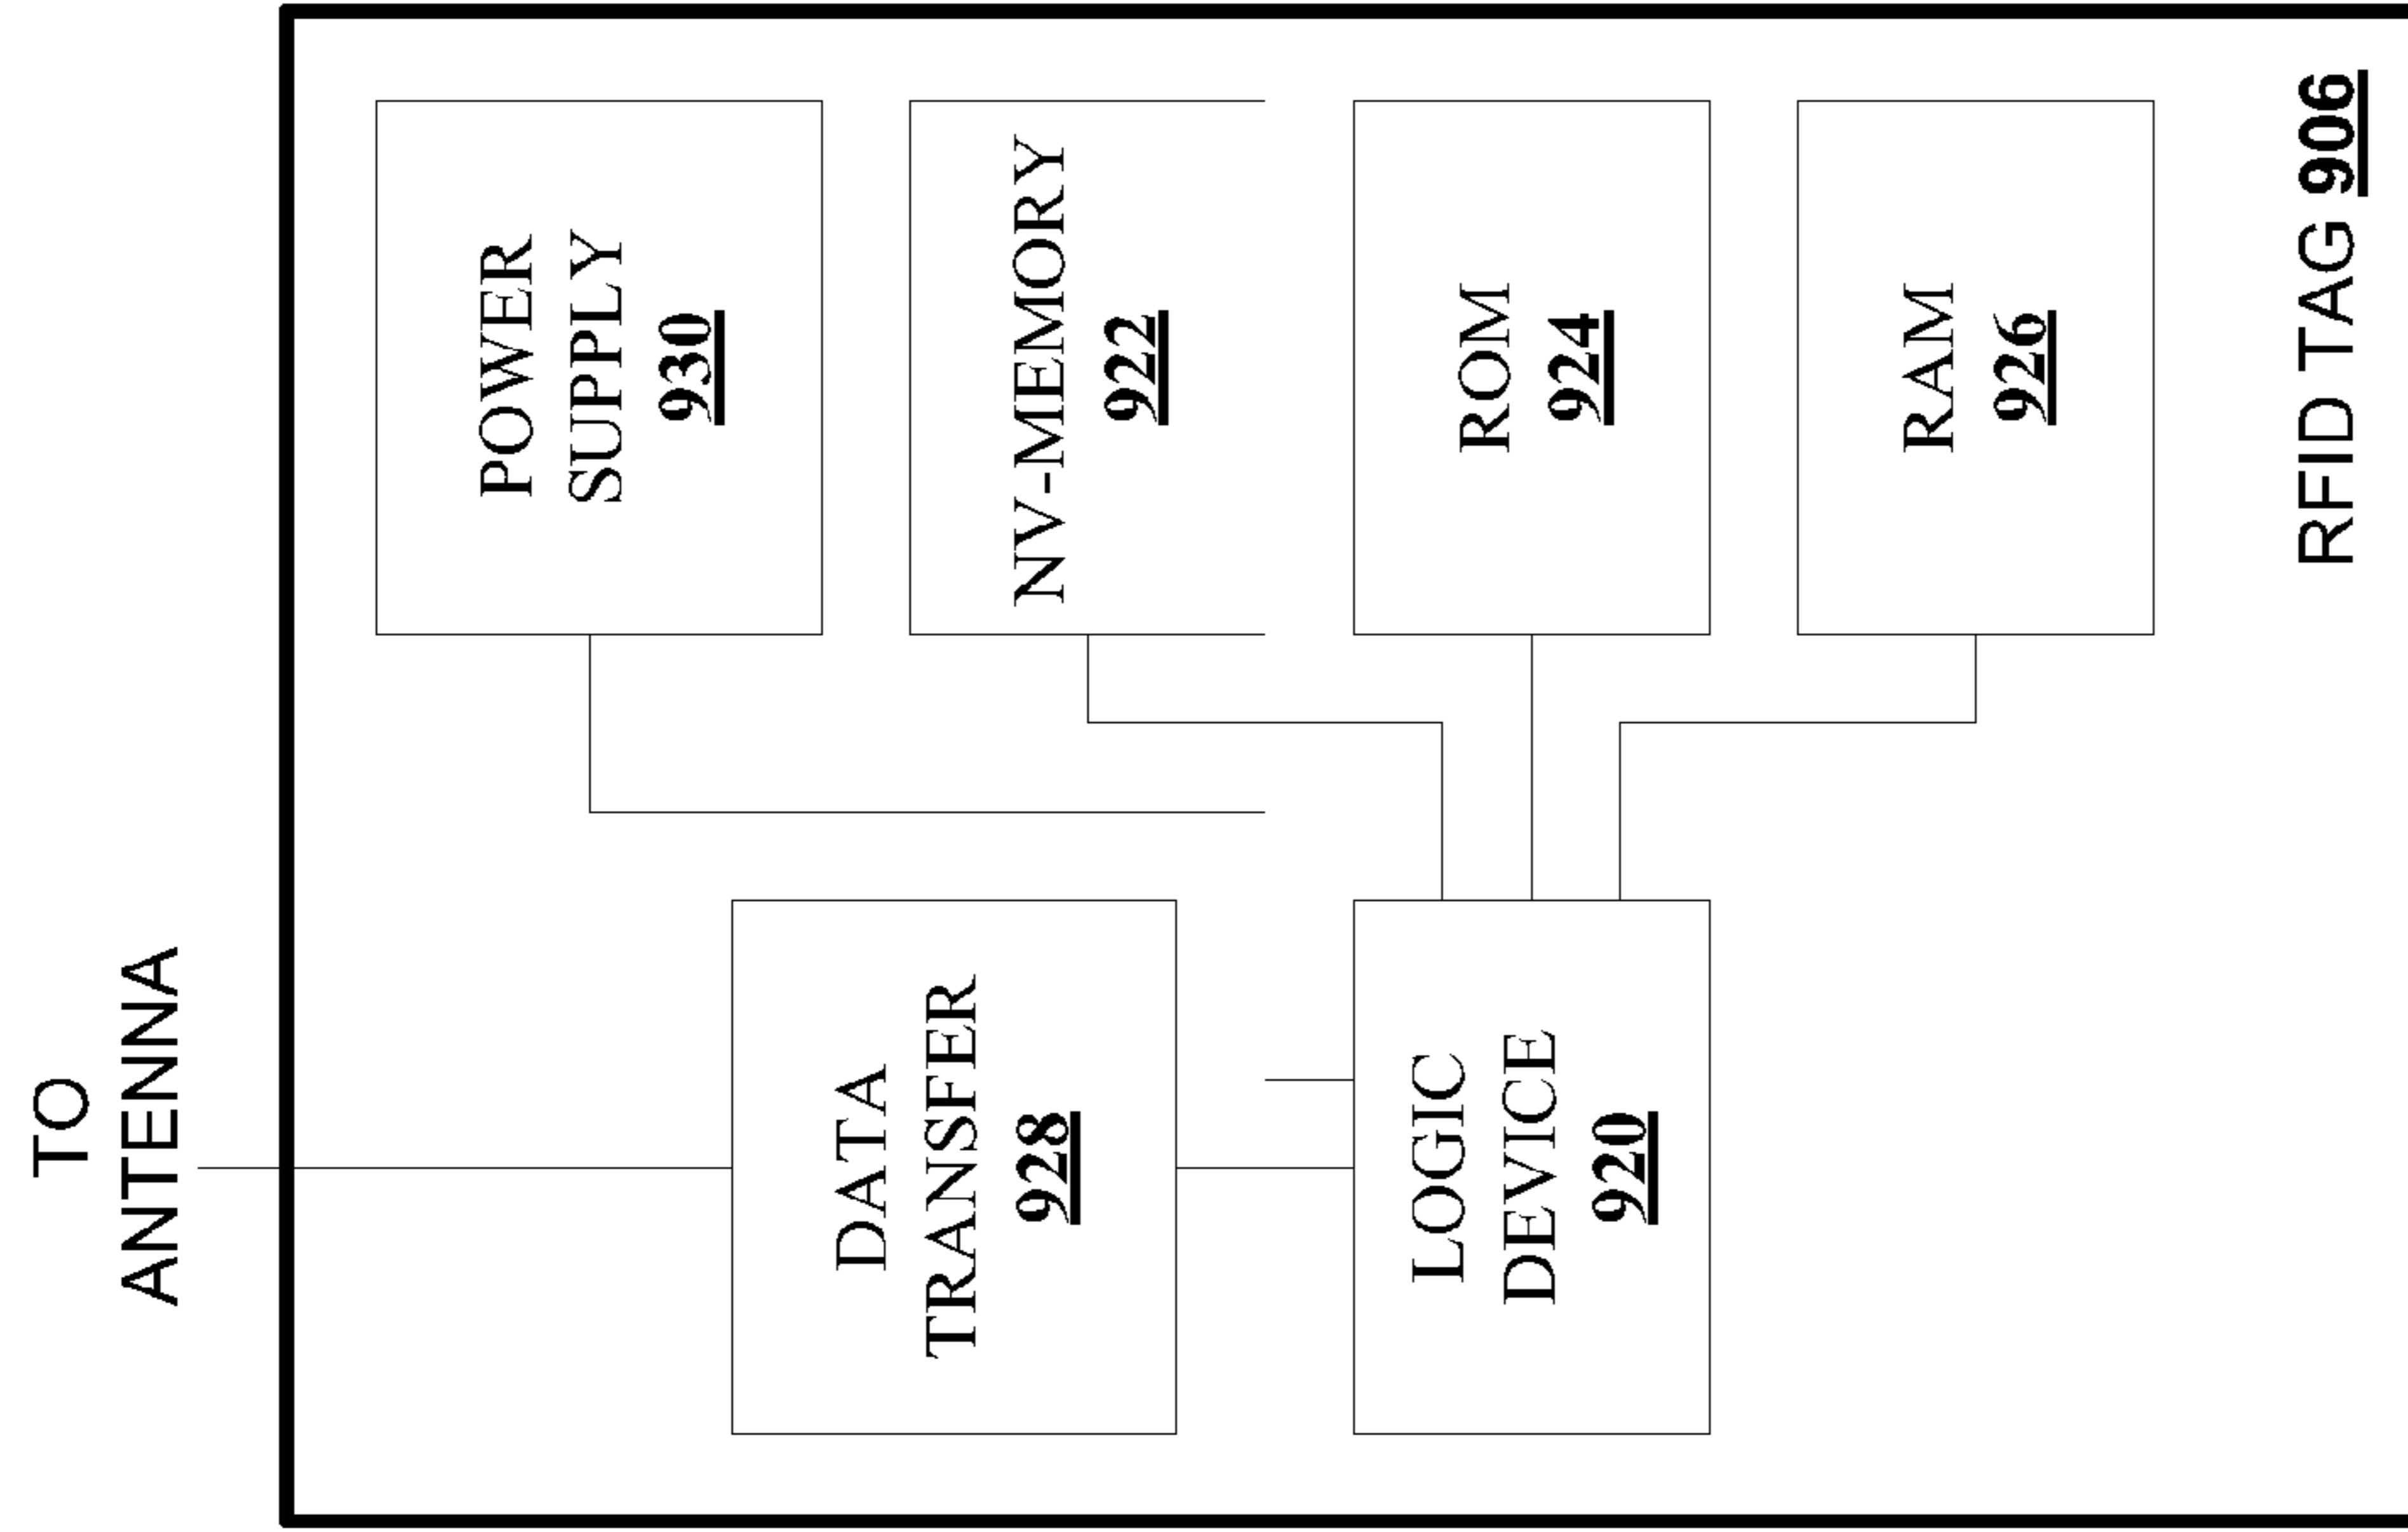 TO
ANTENNA
DATA
TRANSFER
928
POWER
SUPPLY
930
NV-MEMORY
922
LOGIC
DEVICE
920
ROM
924
RAM
926
RFID TAG 906